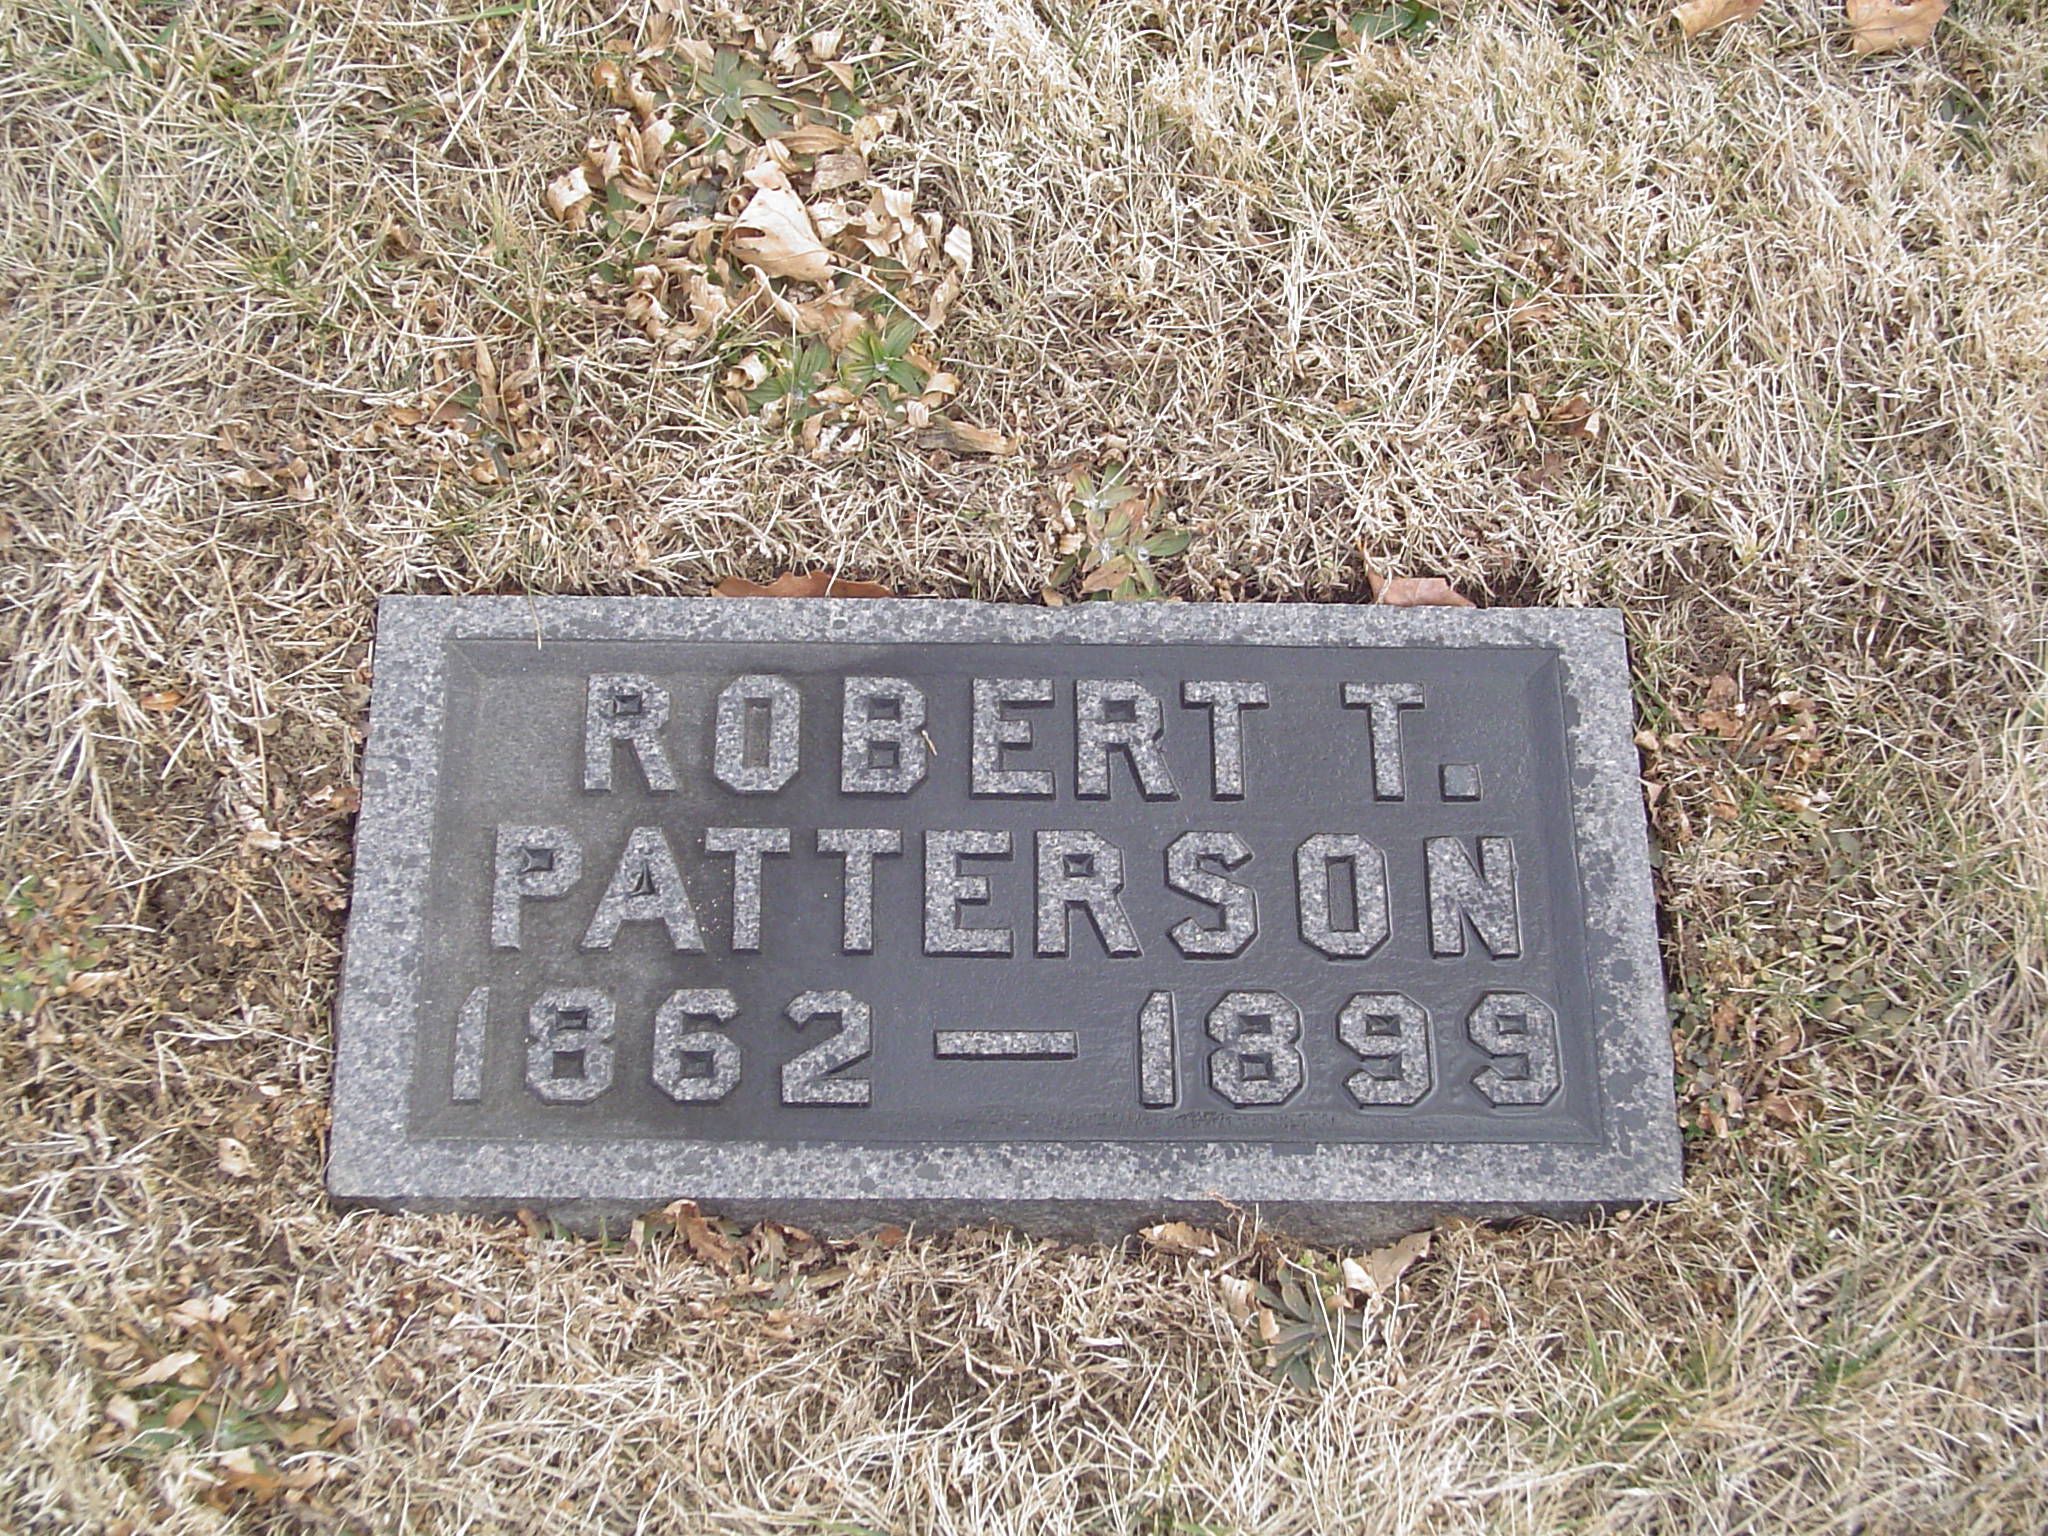 ROBERT T.
PATTERSON
1862 — 1899